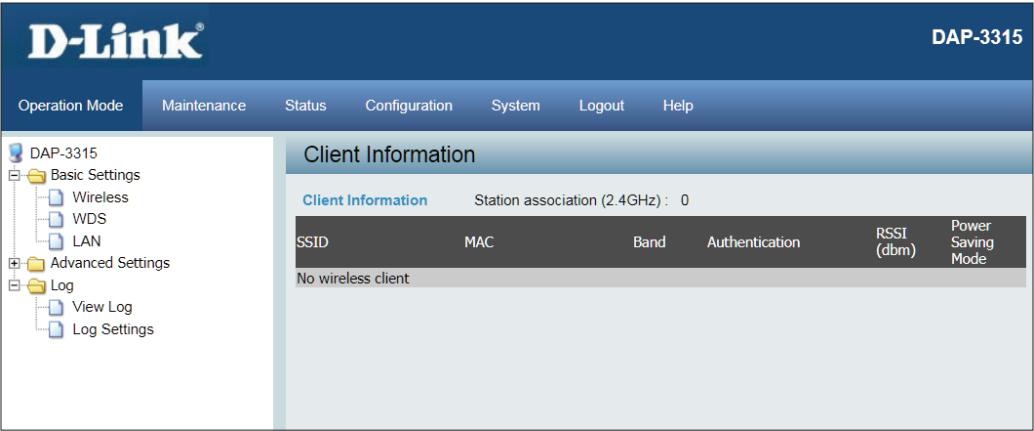 D-Link®
DAP-3315
Operation Mode Maintenance Status Configuration System Logout Help
DAP-3315
Basic Settings
Wireless
WDS
LAN
Advanced Settings
Log
View Log
Log Settings
Client Information
Client Information Station association (2.4GHz) : 0
SSID MAC Band Authentication RSSI (dbm) Power Saving Mode
No wireless client